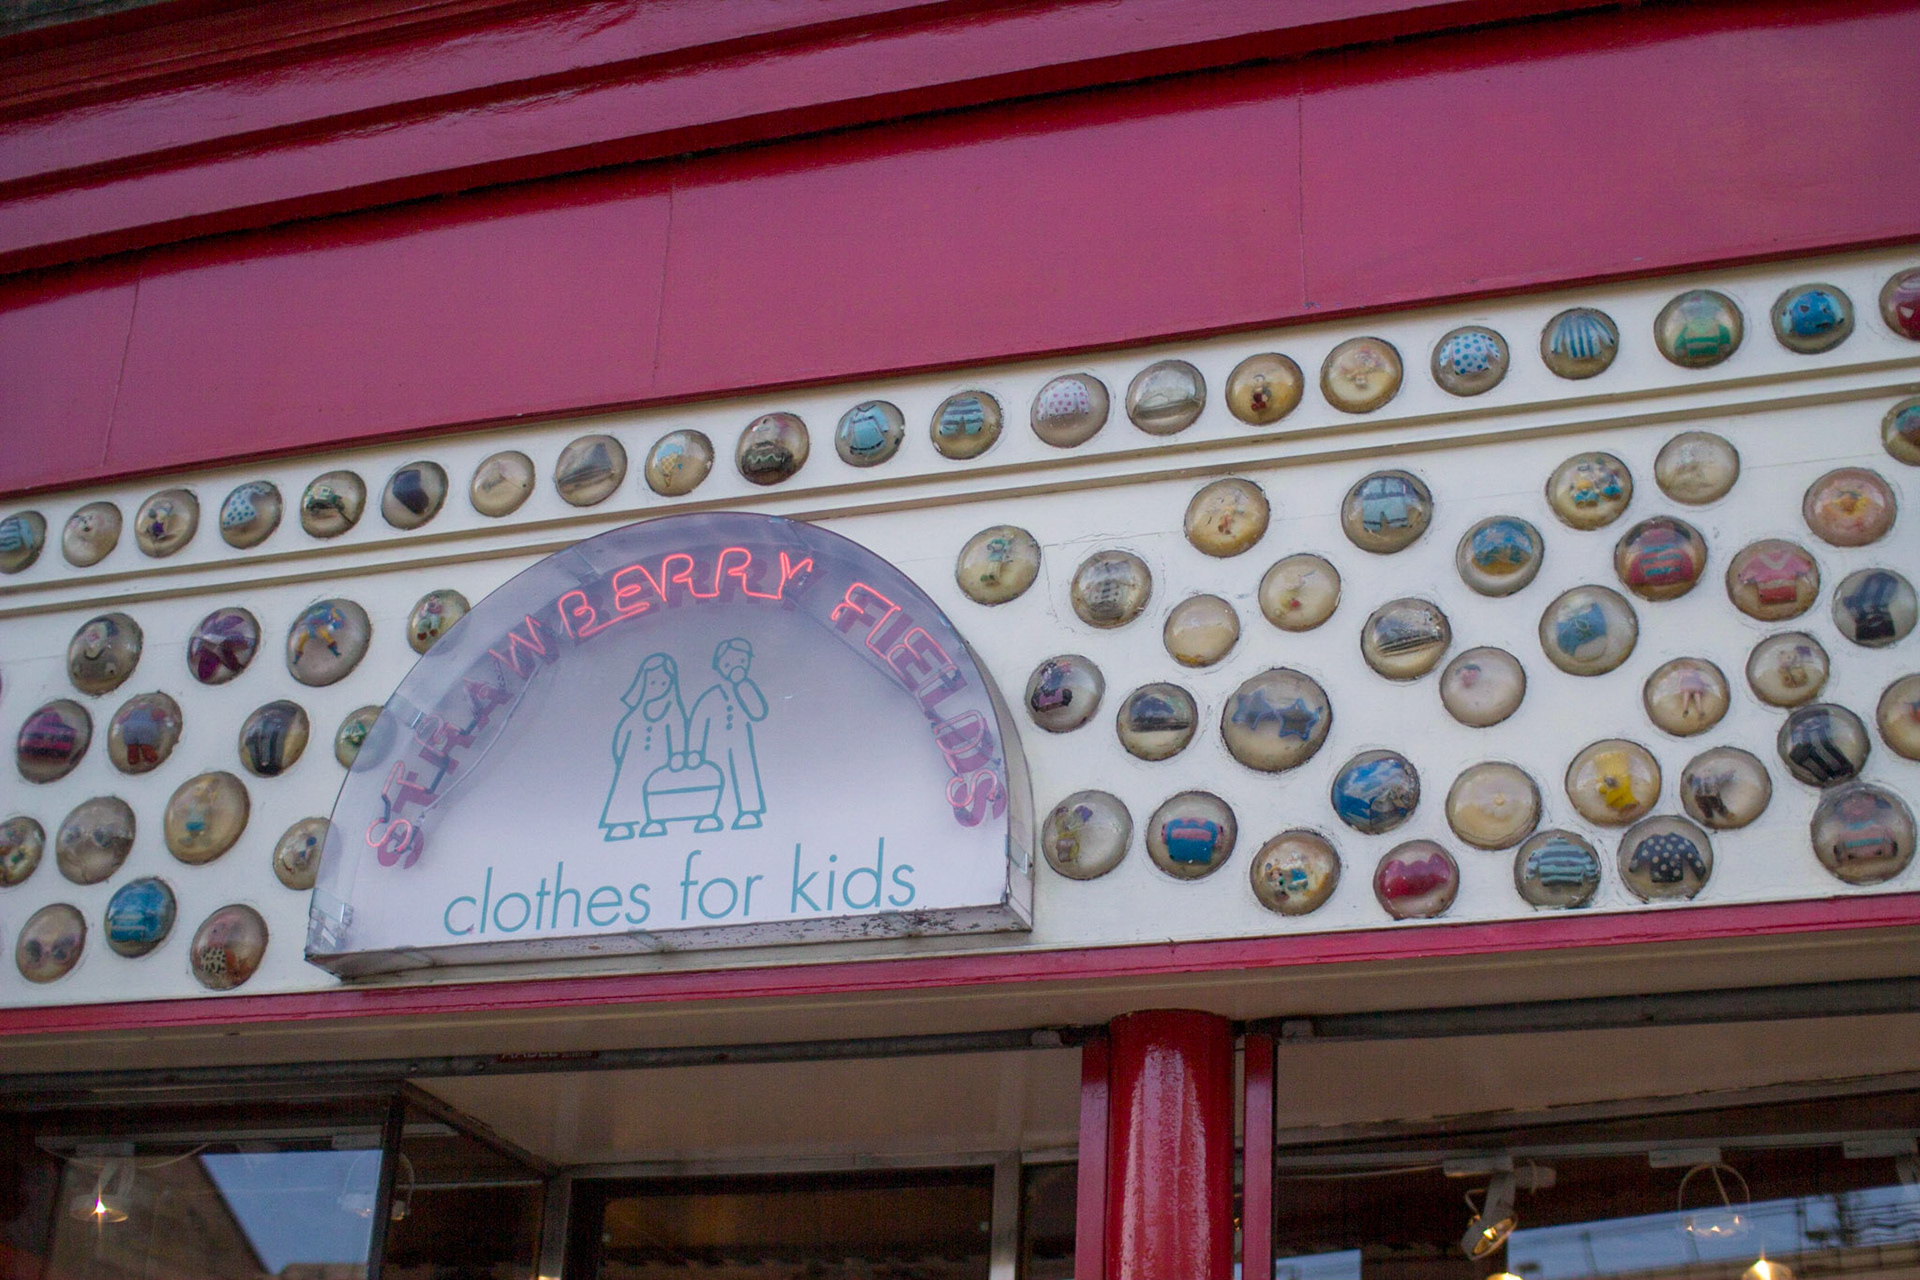 STRAWBERRY FIELDS
clothes for kids